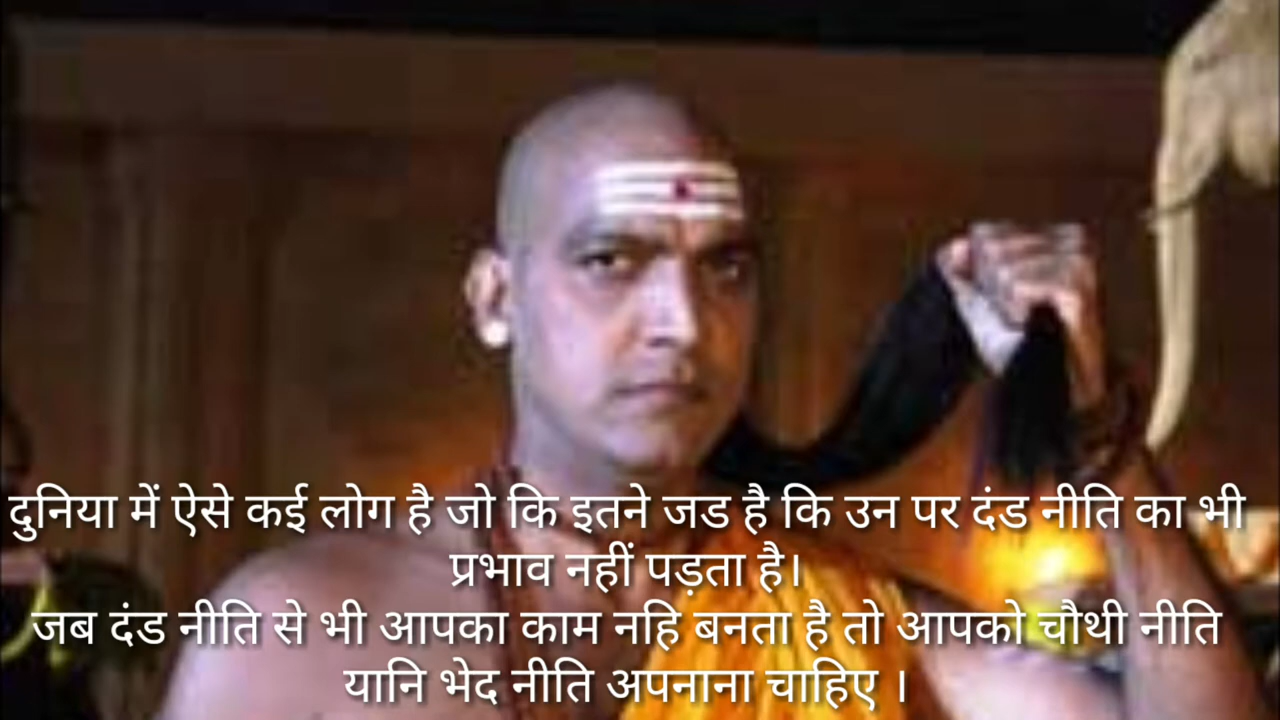 दुनिया में ऐसे कई लोग है जो कि इतने जड है कि उन पर दंड नीति का भी
प्रभाव नहीं पड़ता है।
जब दंड नीति से भी आपका काम नहि बनता है तो आपको चौथी नीति
यानि भेद नीति अपनाना चाहिए ।